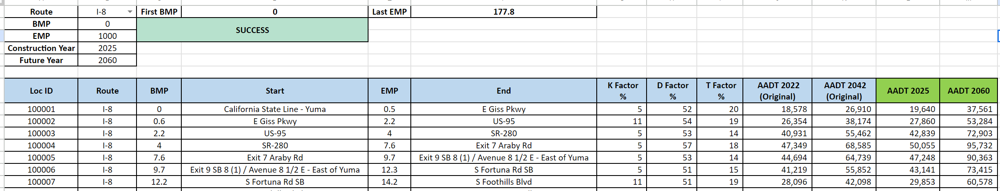 Route I-8 First BMP 0 Last EMP 177.8
BMP 0
SUCCESS
EMP 1000
Construction Year 2025
Future Year 2060
Loc ID Route BMP Start EMP End K Factor % D Factor % T Factor % AADT 2022 (Original) AADT 2042 (Original) AADT 2025 AADT 2060
100001 I-8 0 California State Line - Yuma 0.5 E Giss Pkwy 5 52 20 18,578 26,910 19,640 37,561
100002 I-8 0.6 E Giss Pkwy 2.2 US-95 11 54 19 26,354 38,174 27,860 53,284
100003 I-8 2.2 US-95 4 SR-280 5 53 14 40,931 55,462 42,839 72,903
100004 I-8 4 SR-280 7.6 Exit 7 Araby Rd 5 57 18 47,349 68,585 50,055 95,732
100005 I-8 7.6 Exit 7 Araby Rd 9.7 Exit 9 SB 8 (1) / Avenue 8 1/2 E - East of Yuma 5 53 14 44,694 64,739 47,248 90,363
100006 I-8 9.7 Exit 9 SB 8 (1) / Avenue 8 1/2 E - East of Yuma 12.3 S Fortuna Rd SB 5 51 15 41,219 55,852 43,141 73,415
100007 I-8 12.2 S Fortuna Rd SB 14.2 S Foothills Blvd 11 51 19 28,096 42,098 29,853 60,578